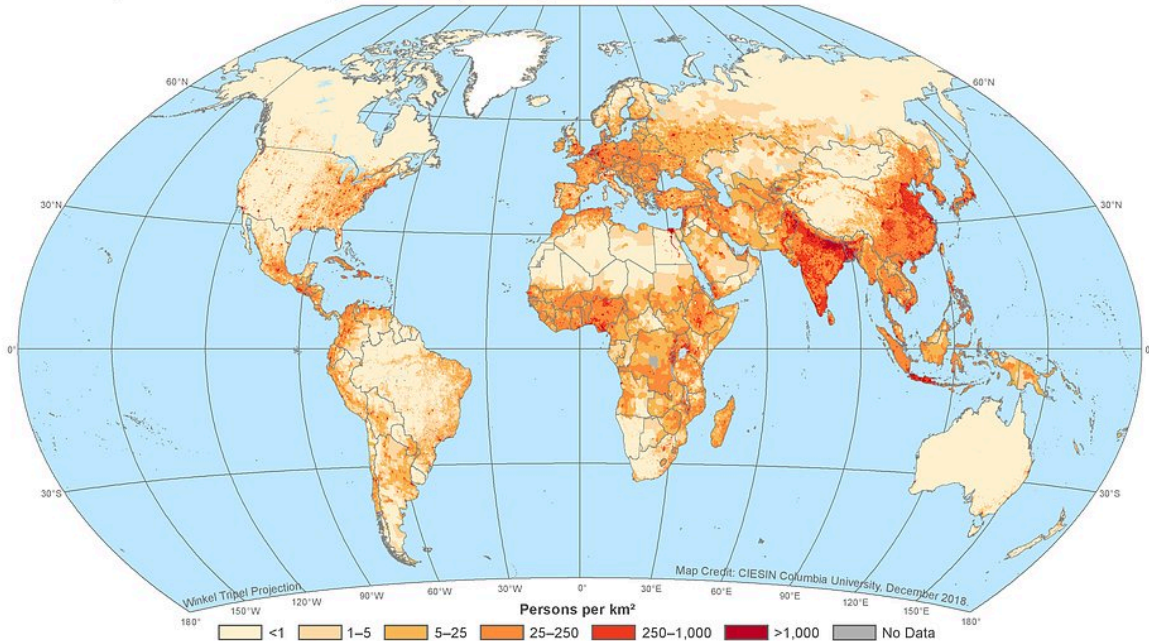 60°N
60°N
30°N
30°N
0°
0
30°S
30°S
Winkel Tripel Projection
Map Credit: CIESIN Columbia University, December 2018.
180°
150°W
120°W
90°W
60°W
30°W
0°
30°E
60°E
90°E
120°E
150°E
180°
Persons per km²
<1
1–5
5–25
25–250
250–1,000
>1,000
No Data